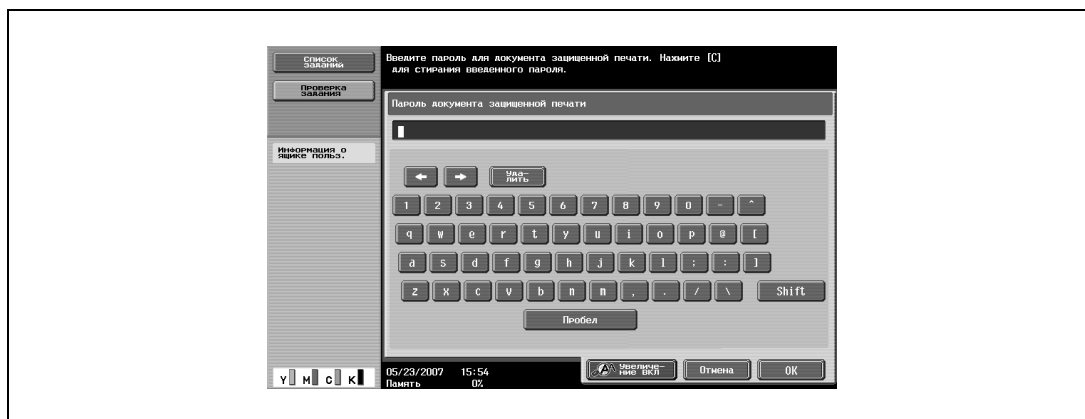 Список
заданий
Проверка
задания
Информация о
ящике польз.
Введите пароль для документа защищенной печати. Нажмите [C]
для стирания введенного пароля.
Пароль документа защищенной печати
Уда-
лить
1 2 3 4 5 6 7 8 9 0 - ^
q w e r t y u i o p @ [
a s d f g h j k l ; : ]
z x c v b n m , . / \ Shift
Пробел
Увеличе-
ние ВКЛ
Отмена
OK
05/23/2007 15:54
Память 0%
Y M C K